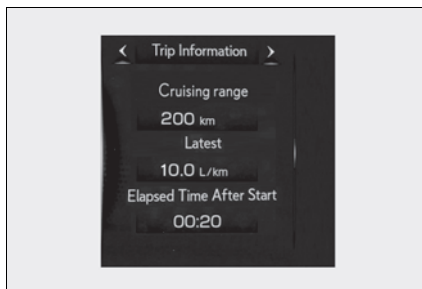 Trip Information
Cruising range
200 km
Latest
10.0 L/km
Elapsed Time After Start
00:20